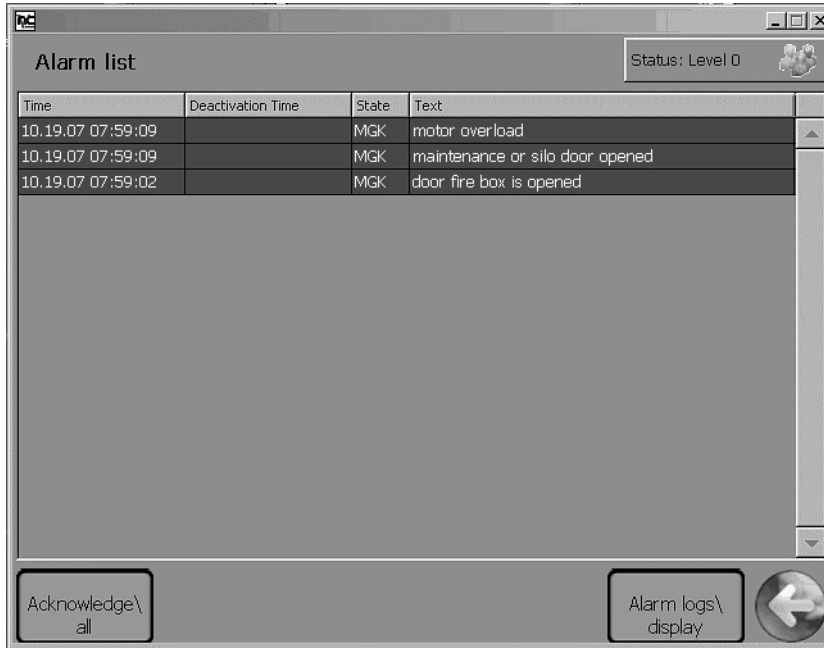 nc
Alarm list
Status: Level 0
Time Deactivation Time State Text
10.19.07 07:59:09 MGK motor overload
10.19.07 07:59:09 MGK maintenance or silo door opened
10.19.07 07:59:02 MGK door fire box is opened
Acknowledge\
all
Alarm logs\
display